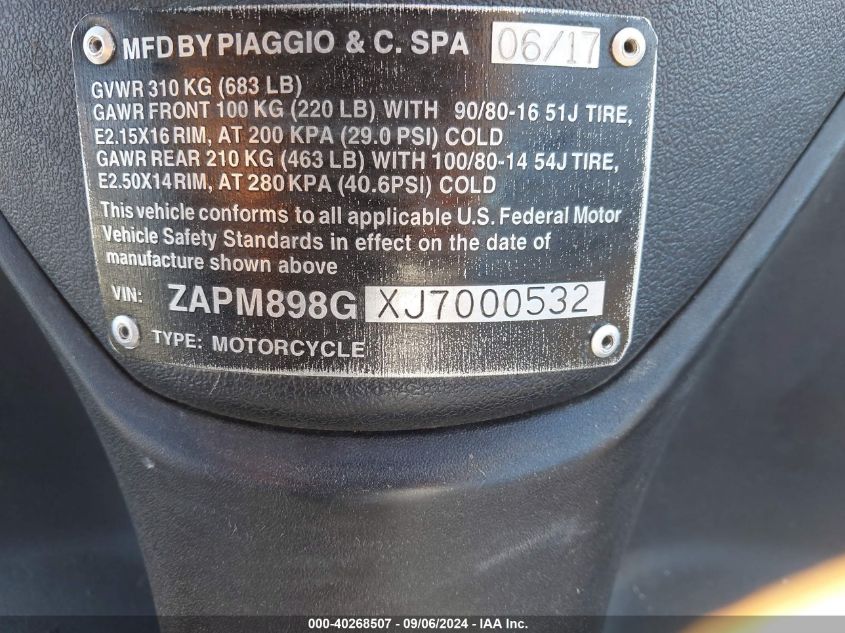 MFD BY PIAGGIO & C. SPA 06/17
GVWR 310 KG (683 LB)
GAWR FRONT 100 KG (220 LB) WITH 90/80-16 51J TIRE,
E2.15X16 RIM, AT 200 KPA (29.0 PSI) COLD
GAWR REAR 210 KG (463 LB) WITH 100/80-14 54J TIRE,
E2.50X14 RIM, AT 280 KPA (40.6PSI) COLD
This vehicle conforms to all applicable U.S. Federal Motor
Vehicle Safety Standards in effect on the date of
manufacture shown above
VIN: ZAPM898G XJ7000532
TYPE: MOTORCYCLE
000-40268507 - 09/06/2024 - IAA Inc.